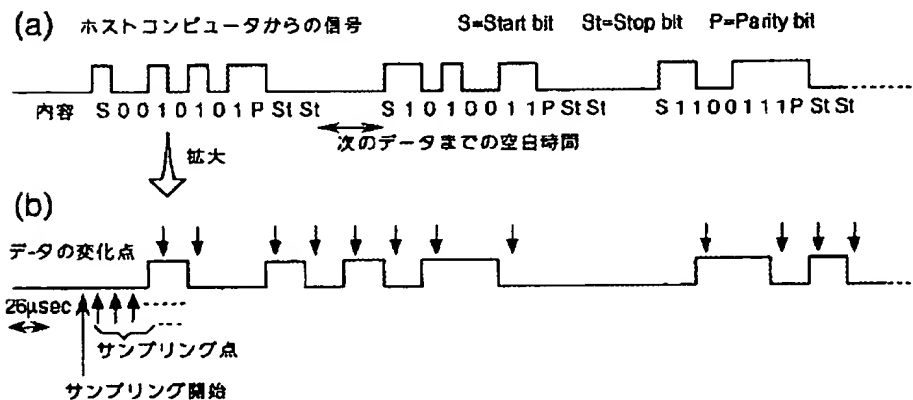 (a) ホストコンピュータからの信号 S=Start bit St=Stop bit P=Parity bit
内容 S 0 0 1 0 1 0 1 P St St S 1 0 1 0 0 1 1 P St St S 1 1 0 0 1 1 1 P St St
次のデータまでの空白時間
拡大
(b)
データの変化点
26μsec
サンプリング点
サンプリング開始